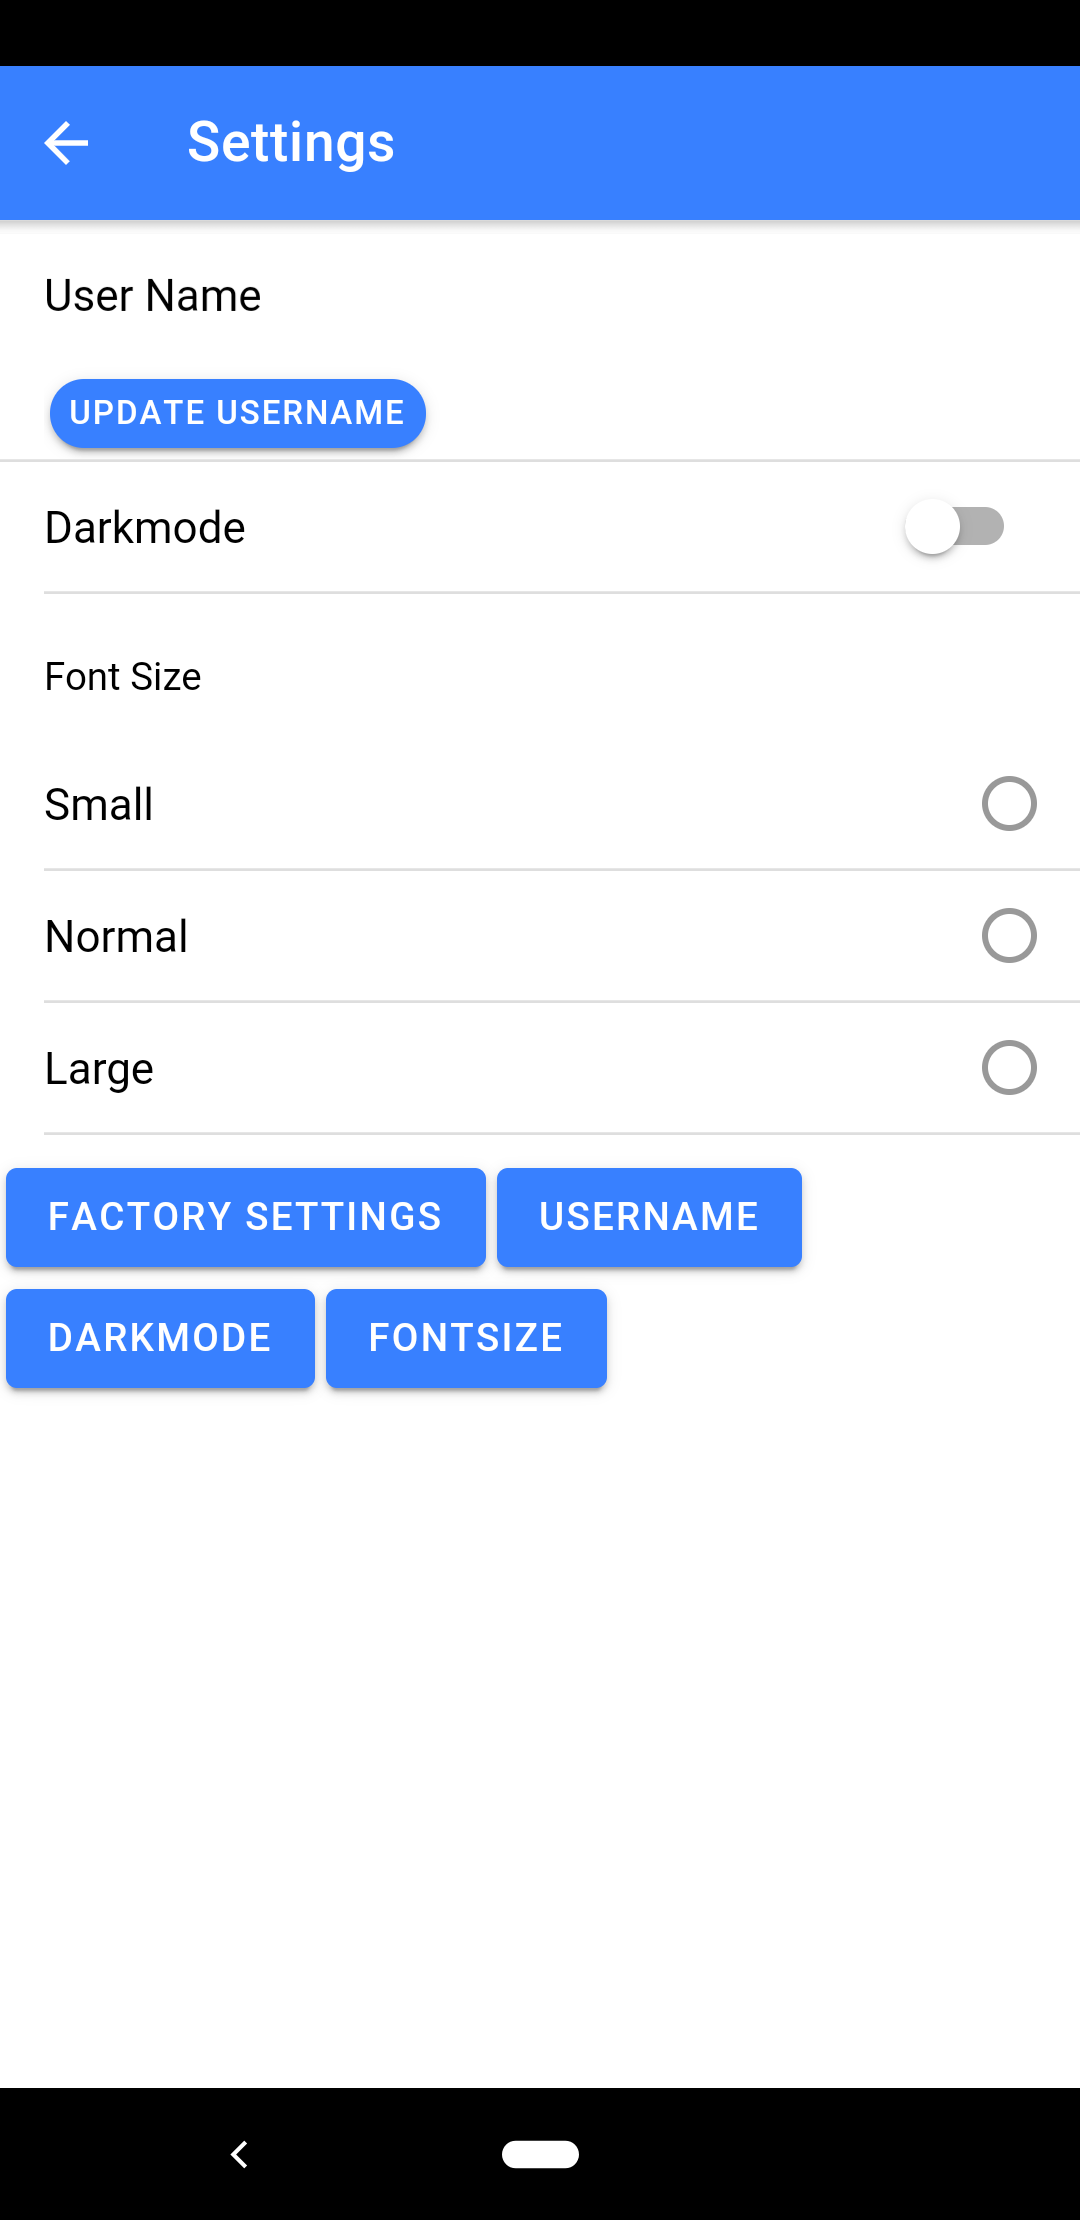 Settings
User Name
UPDATE USERNAME
Darkmode
Font Size
Small
Normal
Large
FACTORY SETTINGS USERNAME
DARKMODE FONTSIZE